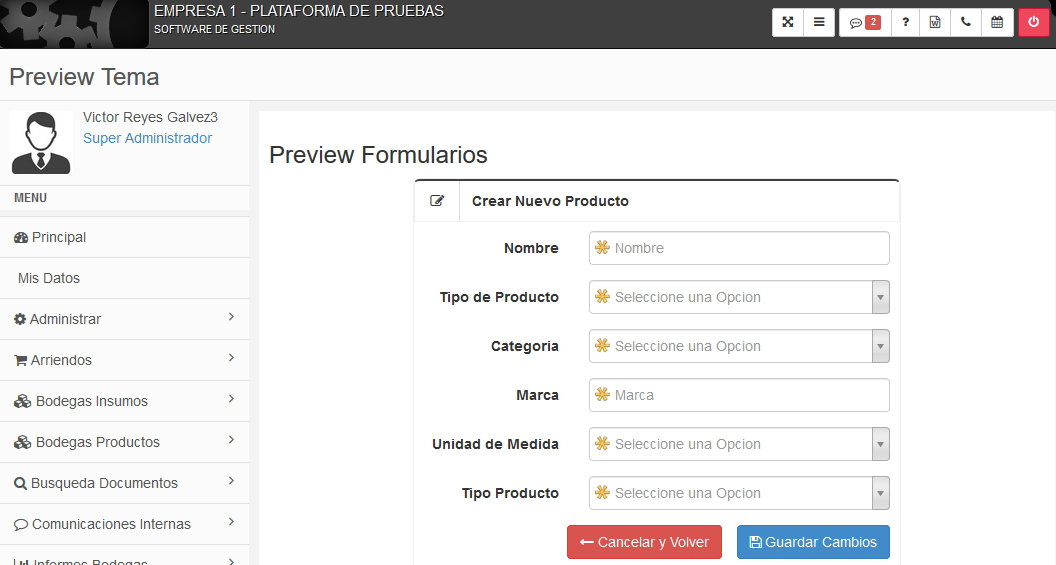 EMPRESA 1 - PLATAFORMA DE PRUEBAS
SOFTWARE DE GESTION
2
?
Preview Tema
Victor Reyes Galvez3
Super Administrador
MENU
Principal
Mis Datos
Administrar
Arriendos
Bodegas Insumos
Bodegas Productos
Busqueda Documentos
Comunicaciones Internas
Informes Bodegas
Preview Formularios
Crear Nuevo Producto
Nombre
Nombre
Tipo de Producto
Seleccione una Opcion
Categoria
Seleccione una Opcion
Marca
Marca
Unidad de Medida
Seleccione una Opcion
Tipo Producto
Seleccione una Opcion
Cancelar y Volver
Guardar Cambios